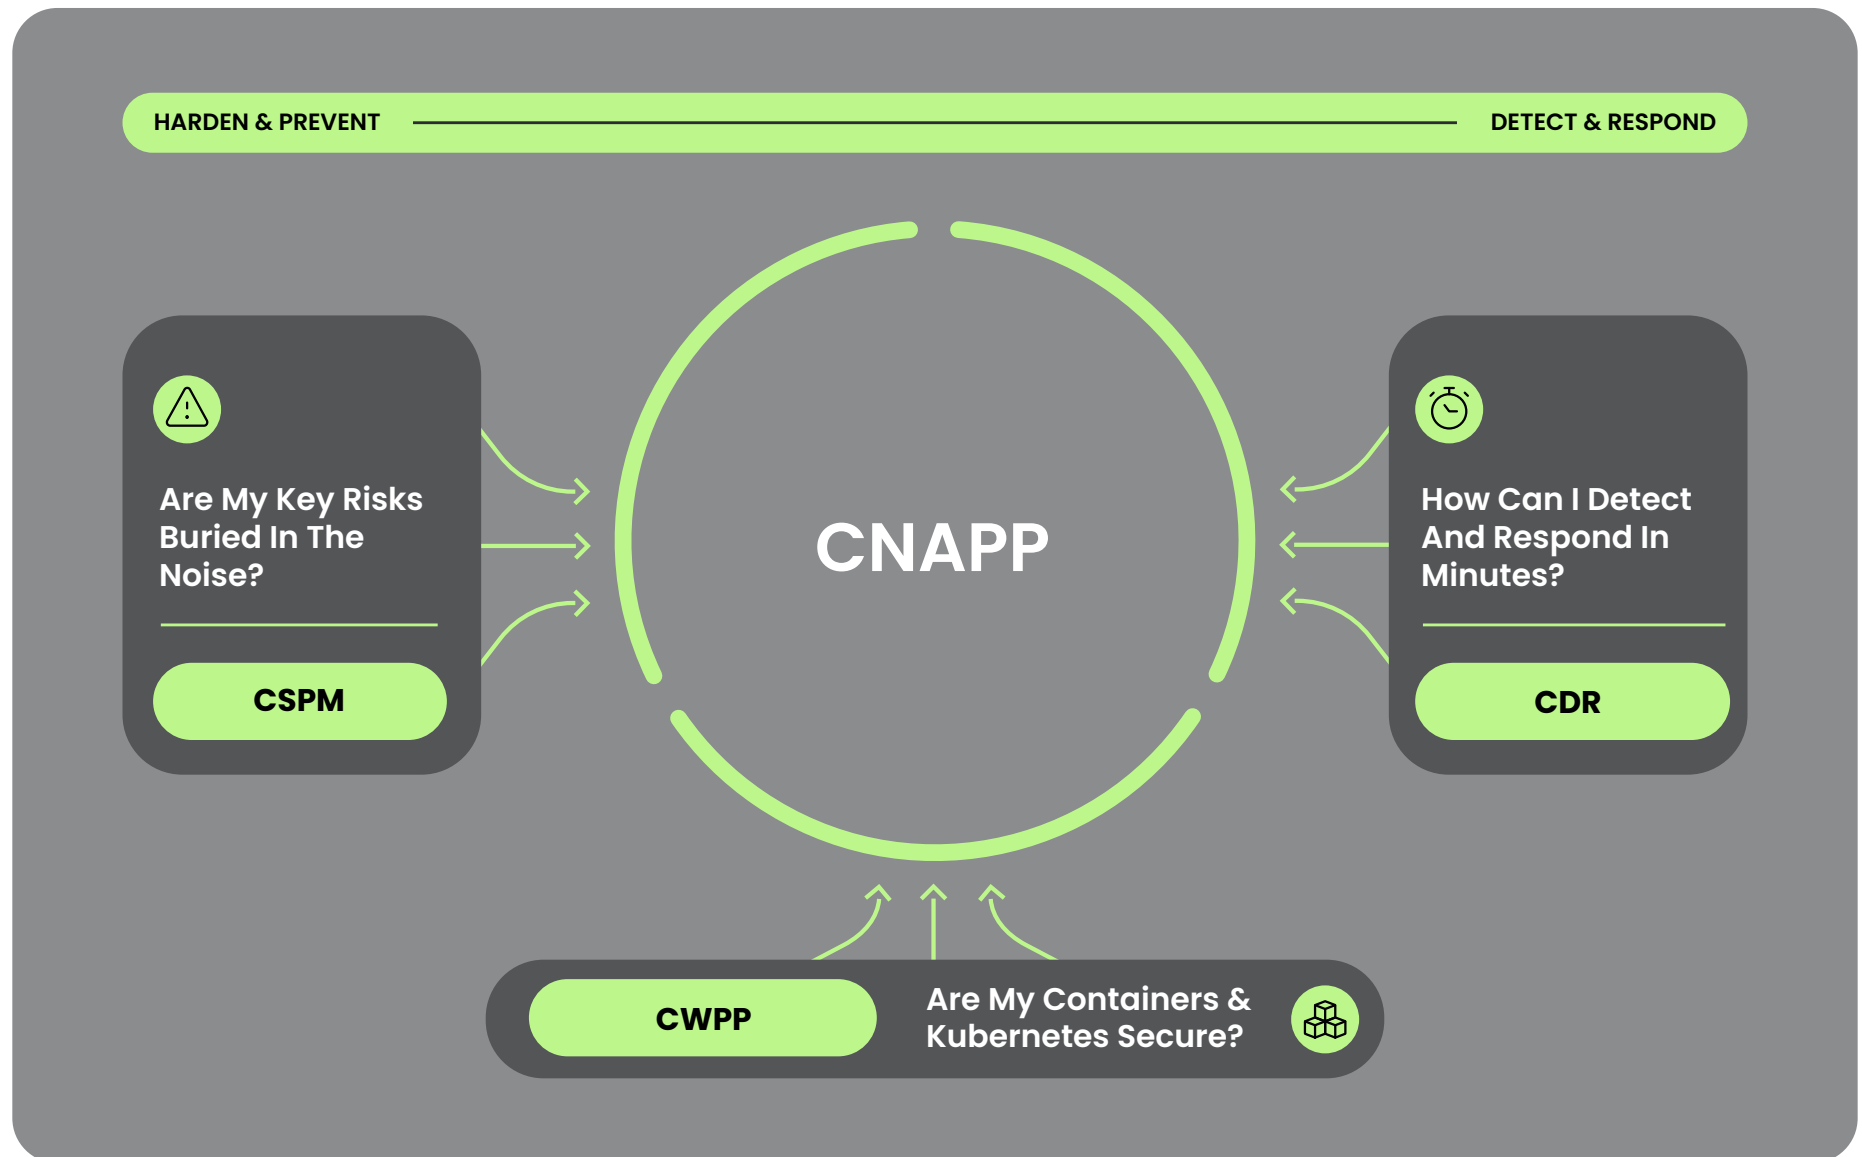 HARDEN & PREVENT
DETECT & RESPOND
Are My Key Risks
Buried In The
Noise?
CSPM
CNAPP
How Can I Detect
And Respond In
Minutes?
CDR
CWPP
Are My Containers &
Kubernetes Secure?